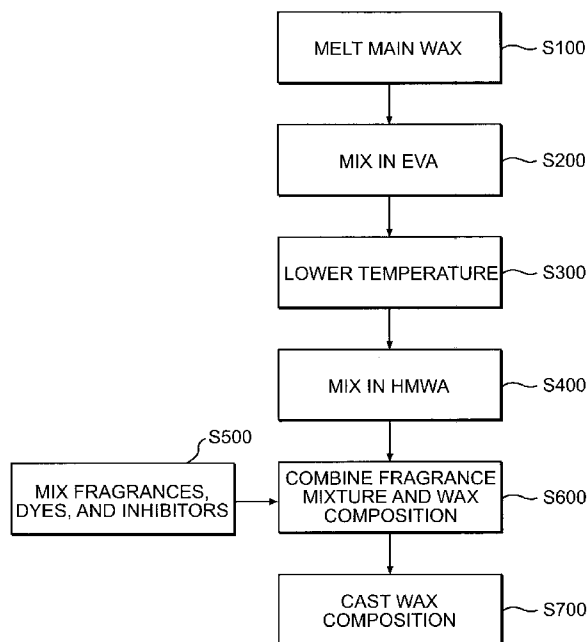 MELT MAIN WAX
S100
MIX IN EVA
S200
LOWER TEMPERATURE
S300
MIX IN HMWA
S400
S500
MIX FRAGRANCES,
DYES, AND INHIBITORS
COMBINE FRAGRANCE
MIXTURE AND WAX
COMPOSITION
S600
CAST WAX
COMPOSITION
S700